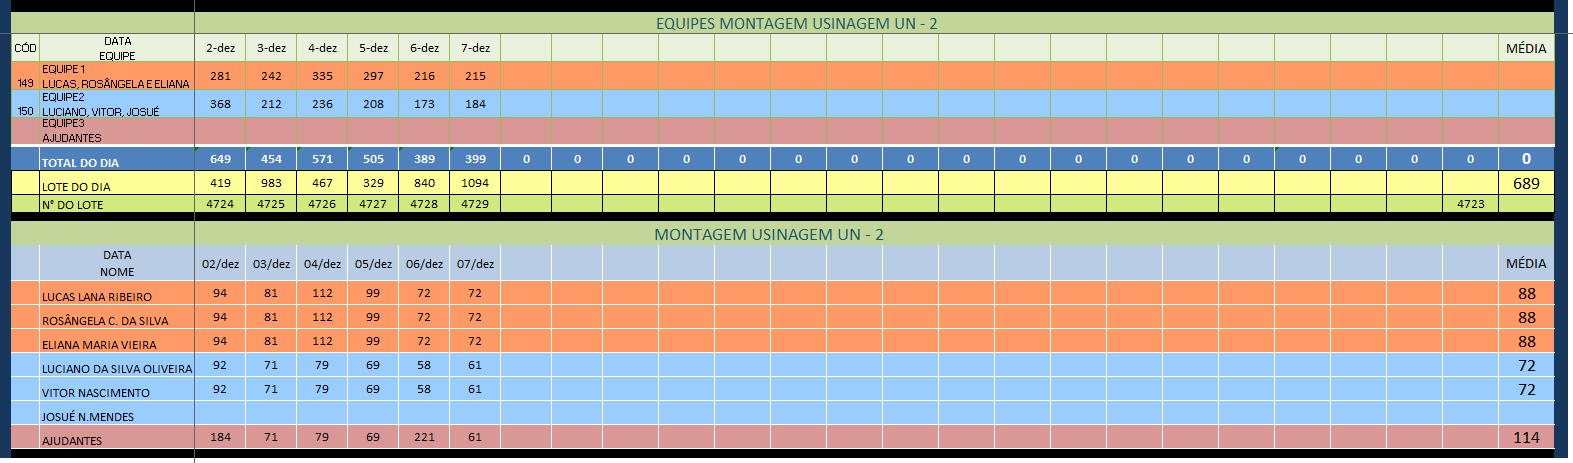 EQUIPES MONTAGEM USINAGEM UN - 2
CÓD DATA EQUIPE 2-dez 3-dez 4-dez 5-dez 6-dez 7-dez MÉDIA
EQUIPE 1
149 LUCAS, ROSÂNGELA E ELIANA 281 242 335 297 216 215
EQUIPE2
150 LUCIANO, VITOR, JOSUÉ 368 212 236 208 173 184
EQUIPE3
AJUDANTES
TOTAL DO DIA 649 454 571 505 389 399 0 0 0 0 0 0 0 0 0 0 0 0 0 0 0 0 0 0 0 0
LOTE DO DIA 419 983 467 329 840 1094 689
N° DO LOTE 4724 4725 4726 4727 4728 4729 4723
MONTAGEM USINAGEM UN - 2
DATA NOME 02/dez 03/dez 04/dez 05/dez 06/dez 07/dez MÉDIA
LUCAS LANA RIBEIRO 94 81 112 99 72 72 88
ROSÂNGELA C. DA SILVA 94 81 112 99 72 72 88
ELIANA MARIA VIEIRA 94 81 112 99 72 72 88
LUCIANO DA SILVA OLIVEIRA 92 71 79 69 58 61 72
VITOR NASCIMENTO 92 71 79 69 58 61 72
JOSUÉ N.MENDES
AJUDANTES 184 71 79 69 221 61 114